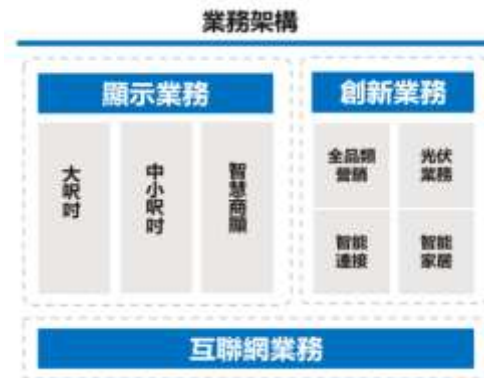 業務架構
顯示業務
大呎吋
中小呎吋
智慧商顯
創新業務
全品類
營銷
光伏
業務
智能
連接
智能
家居
互聯網業務